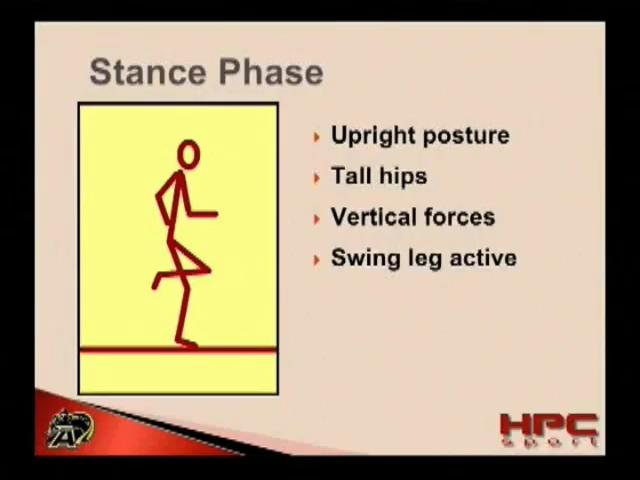 Stance Phase
Upright posture
Tall hips
Vertical forces
Swing leg active
A
HPC
Sport